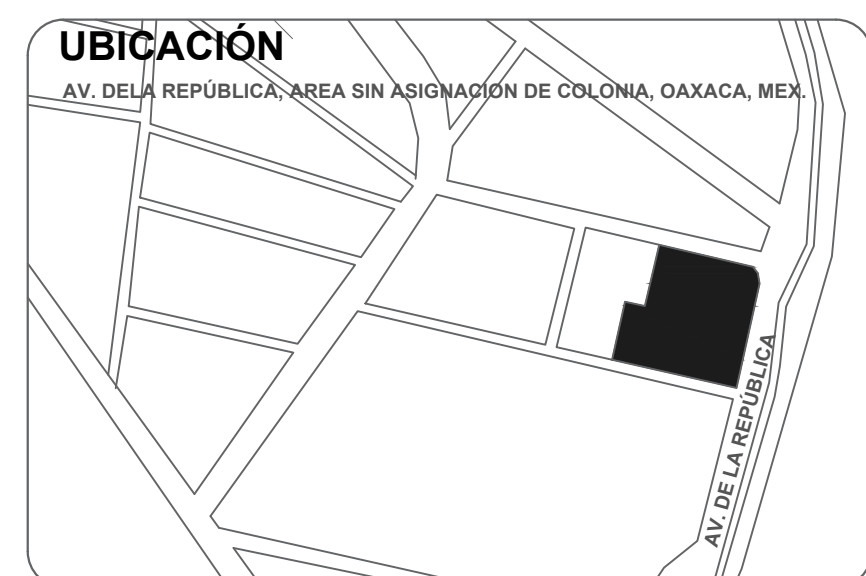 UBICACIÓN
AV. DELA REPÚBLICA, AREA SIN ASIGNACION DE COLONIA, OAXACA, MEX.
AV. DE LA REPÚBLICA